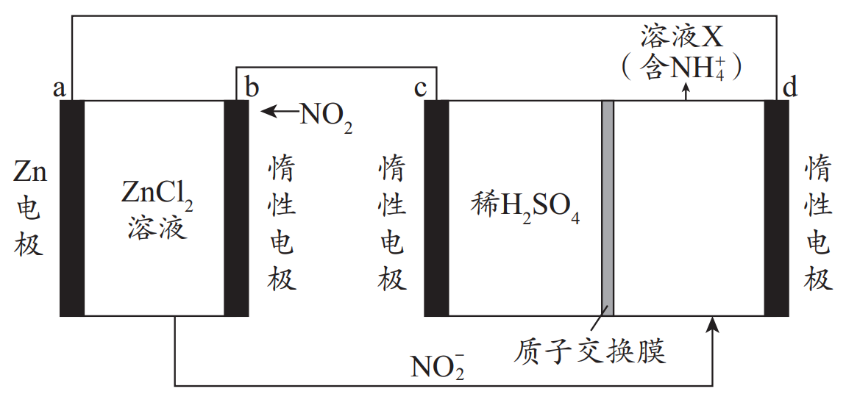 溶液X
(含NH₄⁺)
a
b
c
d
NO₂
Zn
电
极
ZnCl₂
溶液
惰
性
电
极
惰
性
电
极
稀H₂SO₄
惰
性
电
极
质子交换膜
NO₂⁻